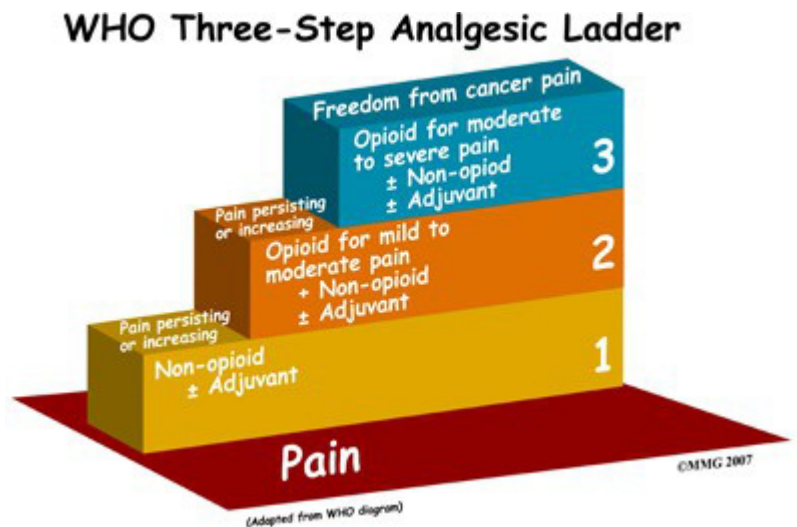 WHO Three-Step Analgesic Ladder
Freedom from cancer pain
Opioid for moderate
to severe pain
± Non-opiod
± Adjuvant
3
Pain persisting
or increasing
Opioid for mild to
moderate pain
+ Non-opioid
± Adjuvant
2
Pain persisting
or increasing
Non-opioid
± Adjuvant
1
Pain
©MMG 2007
(Adapted from WHO diagram)